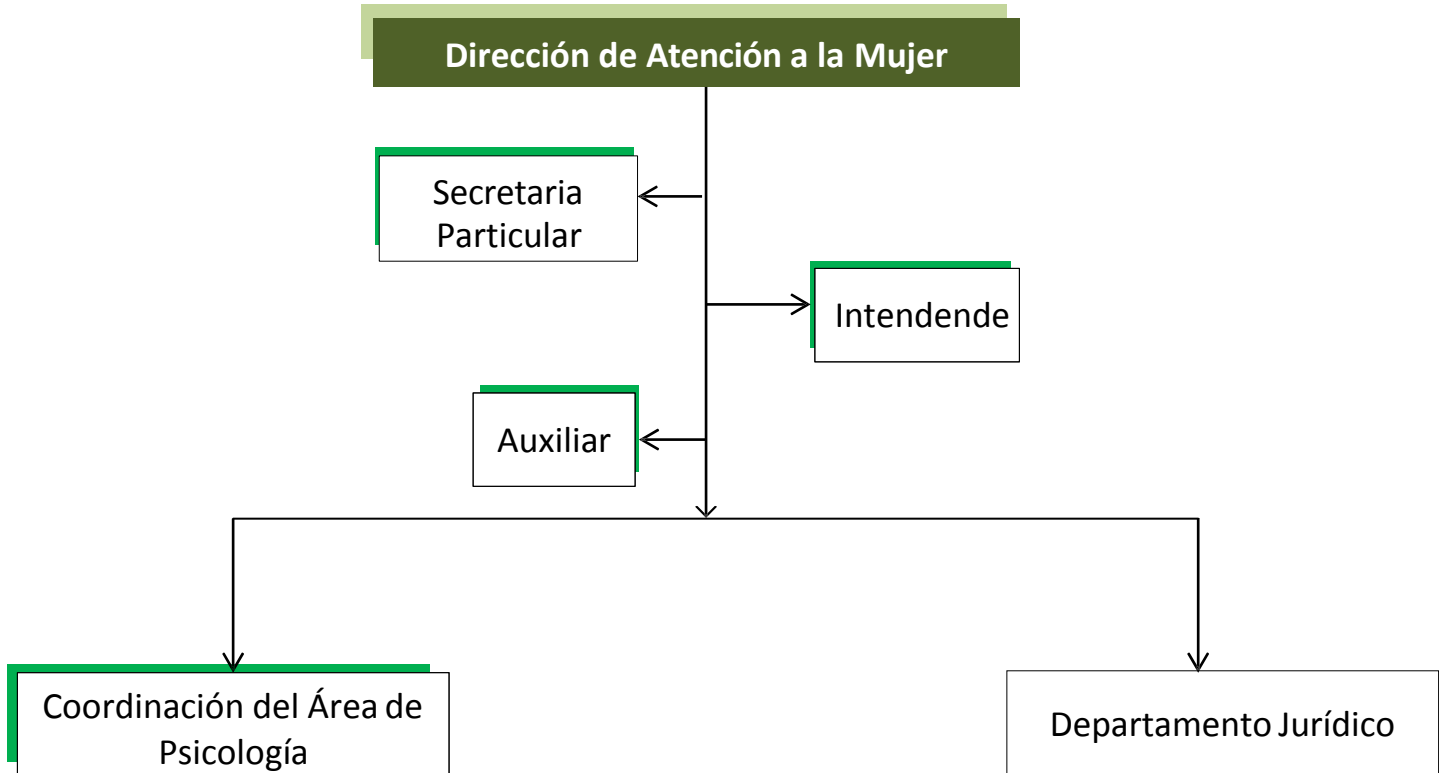 Dirección de Atención a la Mujer
Secretaria
Particular
Intendende
Auxiliar
Coordinación del Área de
Psicología
Departamento Jurídico